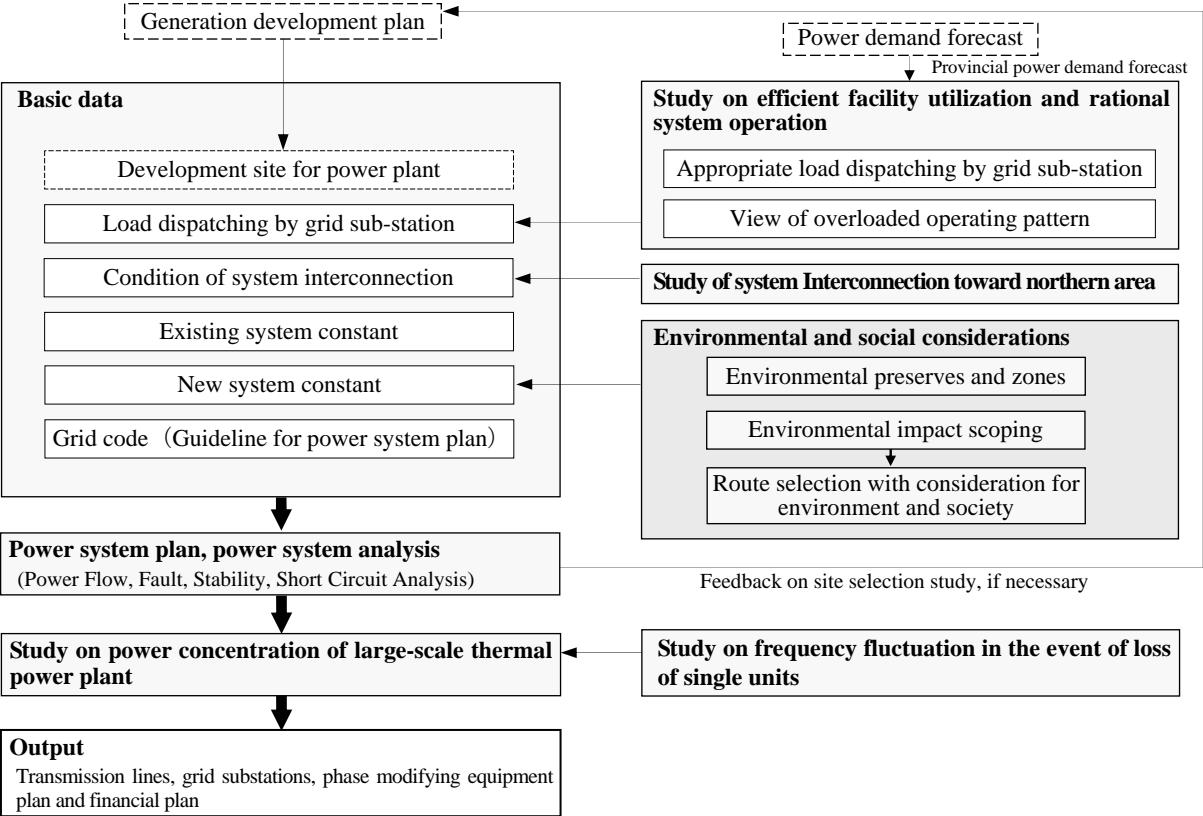 Generation development plan
Power demand forecast
Provincial power demand forecast
Basic data
Development site for power plant
Load dispatching by grid sub-station
Condition of system interconnection
Existing system constant
New system constant
Grid code（Guideline for power system plan）
Study on efficient facility utilization and rational
system operation
Appropriate load dispatching by grid sub-station
View of overloaded operating pattern
Study of system Interconnection toward northern area
Environmental and social considerations
Environmental preserves and zones
Environmental impact scoping
Route selection with consideration for
environment and society
Power system plan, power system analysis
(Power Flow, Fault, Stability, Short Circuit Analysis)
Feedback on site selection study, if necessary
Study on power concentration of large-scale thermal
power plant
Study on frequency fluctuation in the event of loss
of single units
Output
Transmission lines, grid substations, phase modifying equipment
plan and financial plan